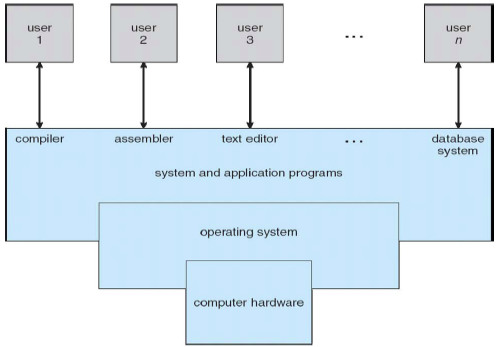 user
1
user
2
user
3
...
user
n
compiler
assembler
text editor
...
database
system
system and application programs
operating system
computer hardware